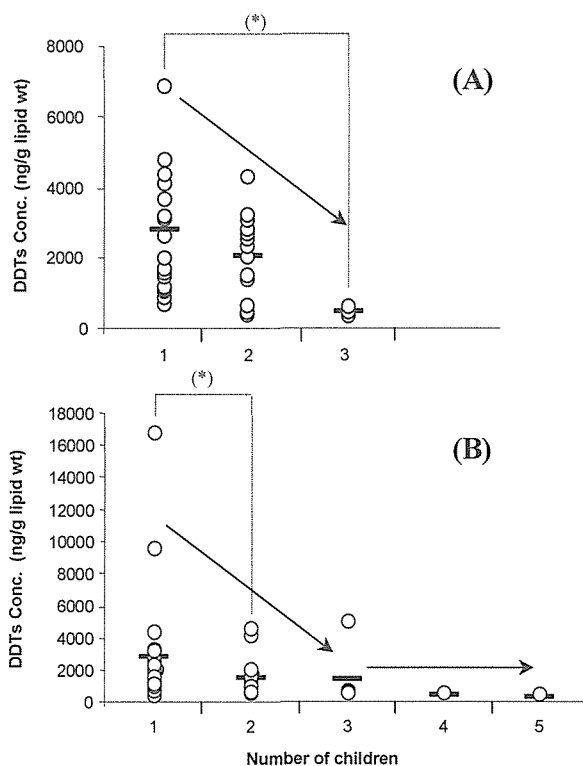 (*)
(A)
DDTs Conc. (ng/g lipid wt)
8000
6000
4000
2000
0
1 2 3
(*)
(B)
DDTs Conc. (ng/g lipid wt)
18000
16000
14000
12000
10000
8000
6000
4000
2000
0
1 2 3 4 5
Number of children